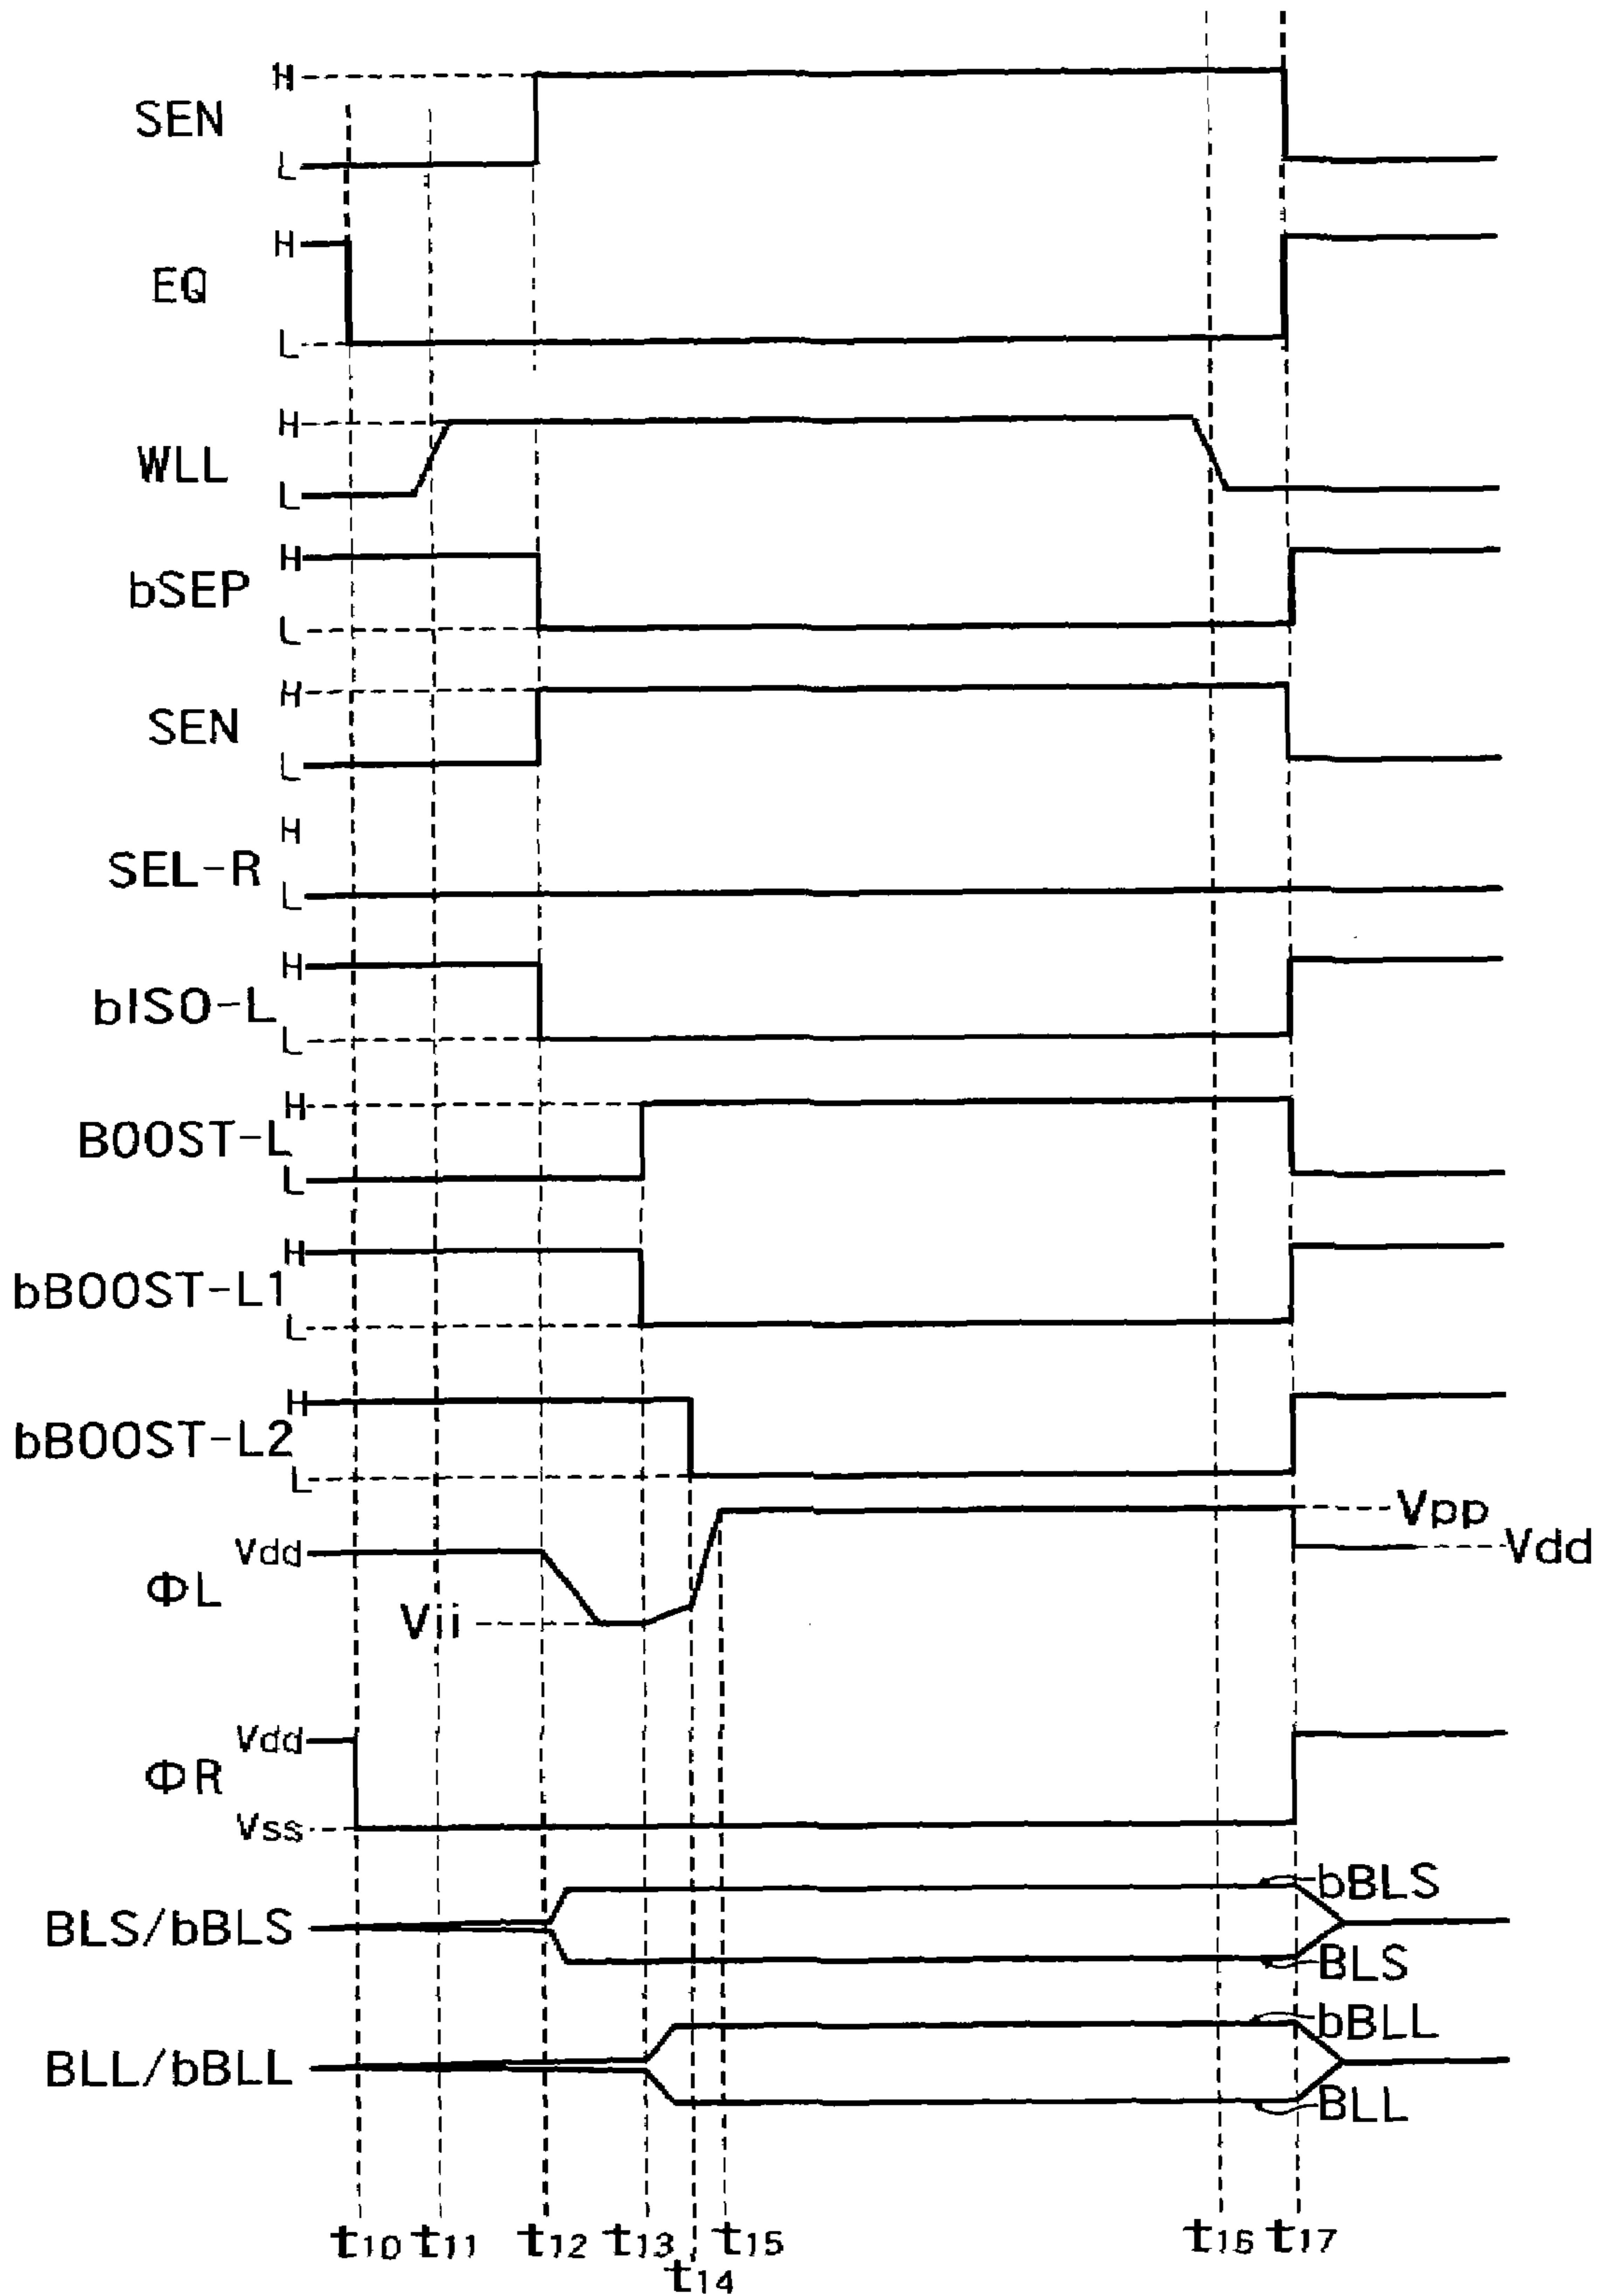 H
SEN
L
H
EQ
L
H
WLL
L
H
bSEP
L
H
SEN
L
H
SEL-R
L
H
bISO-L
L
H
BOOST-L
L
H
bBOOST-L1
L
H
bBOOST-L2
L
Vpp
Vdd
Vdd
ΦL
Vii
Vdd
ΦR
Vss
bBLS
BLS/bBLS
BLS
bBLL
BLL/bBLL
BLL
t10 t11 t12 t13 t15 t16 t17
t14